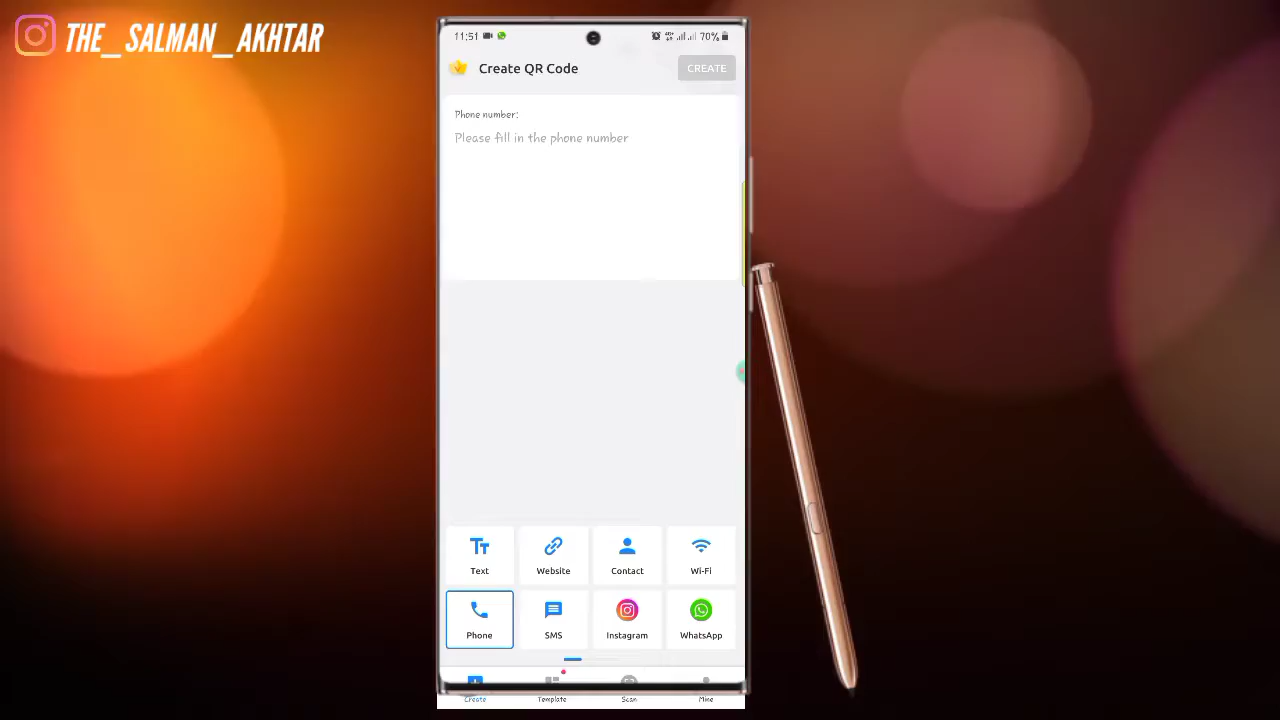 THE_SALMAN_AKHTAR
11:51 70%
Create QR Code CREATE
Phone number:
Please fill in the phone number
Text Website Contact Wi-Fi
Phone SMS Instagram WhatsApp
Create Template Scan Mine